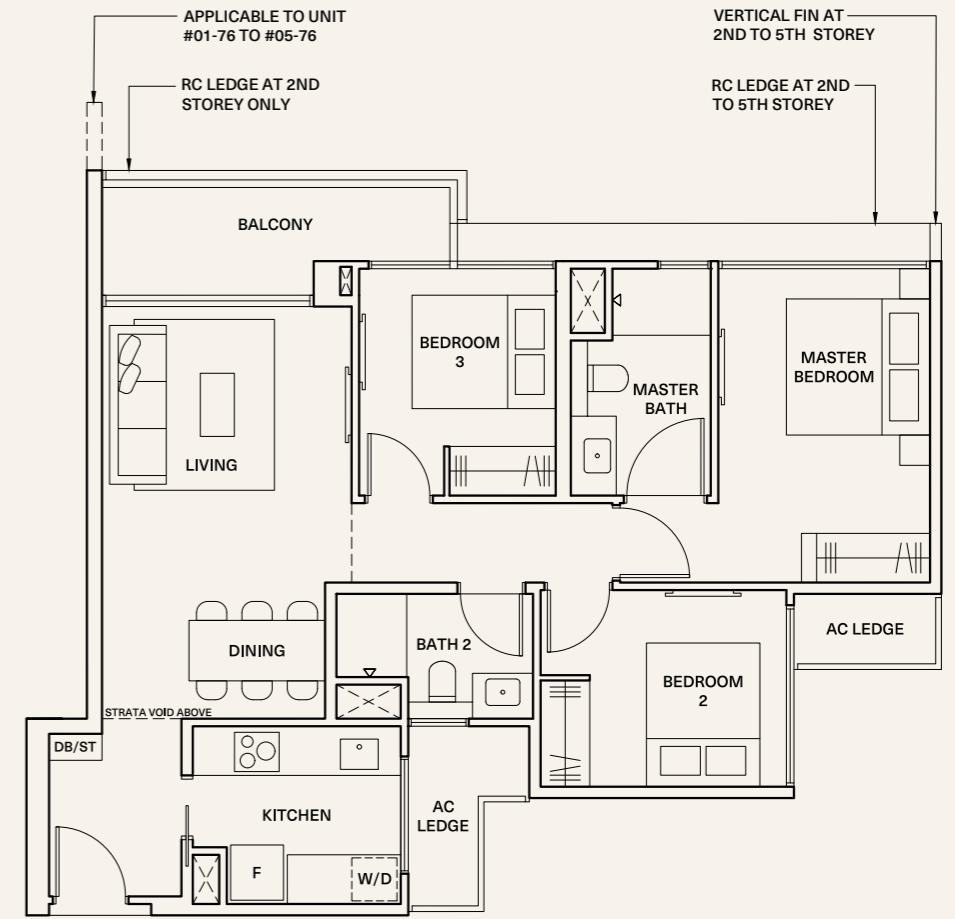 APPLICABLE TO UNIT
#01-76 TO #05-76
VERTICAL FIN AT
2ND TO 5TH STOREY
RC LEDGE AT 2ND
STOREY ONLY
RC LEDGE AT 2ND
TO 5TH STOREY
BALCONY
BEDROOM
3
MASTER
BATH
MASTER
BEDROOM
LIVING
DINING
BATH 2
AC LEDGE
BEDROOM
2
STRATA VOID ABOVE
DB/ST
KITCHEN
AC
LEDGE
F
W/D